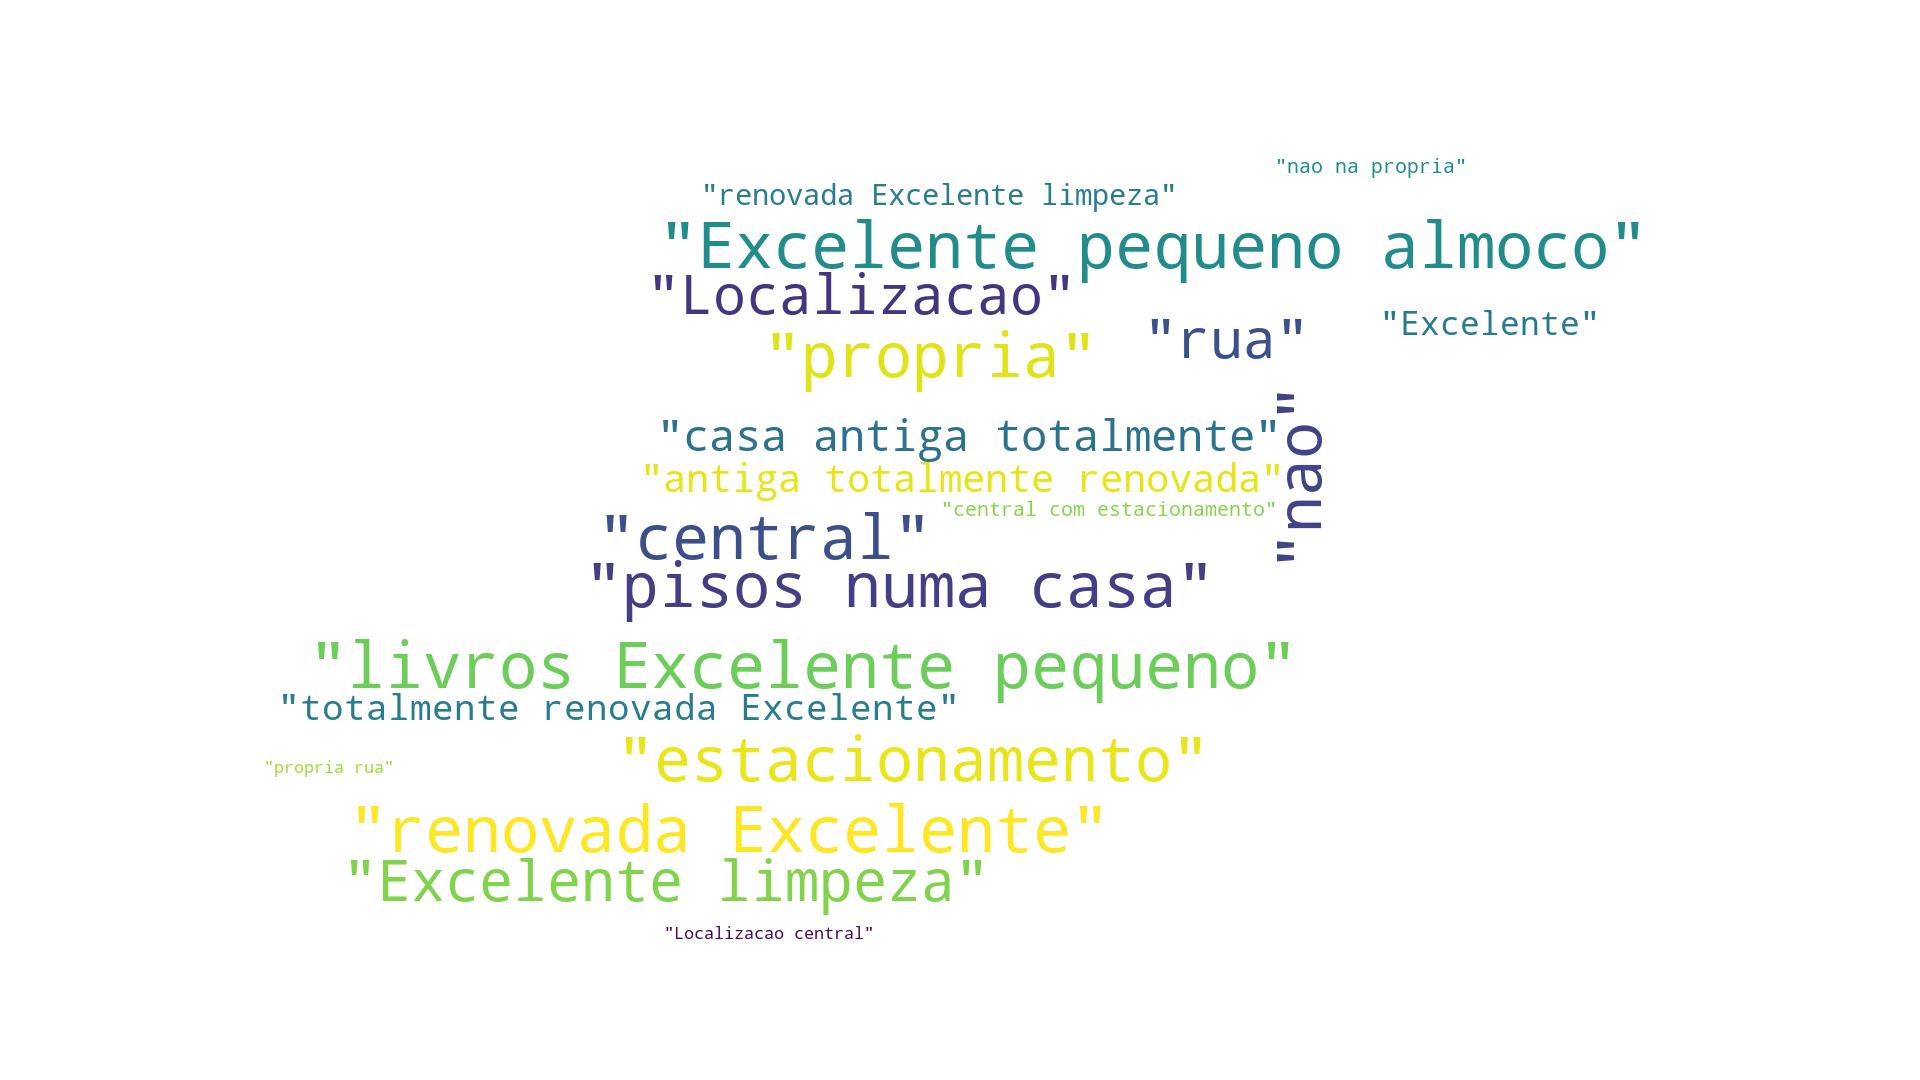 "nao na propria"
"renovada Excelente limpeza"
"Excelente pequeno almoco"
"Localizacao"
"Excelente"
"rua"
"propria"
"casa antiga totalmente"
"nao"
"antiga totalmente renovada"
"central com estacionamento"
"central"
"pisos numa casa"
"livros Excelente pequeno"
"totalmente renovada Excelente"
"estacionamento"
"propria rua"
"renovada Excelente"
"Excelente limpeza"
"Localizacao central"